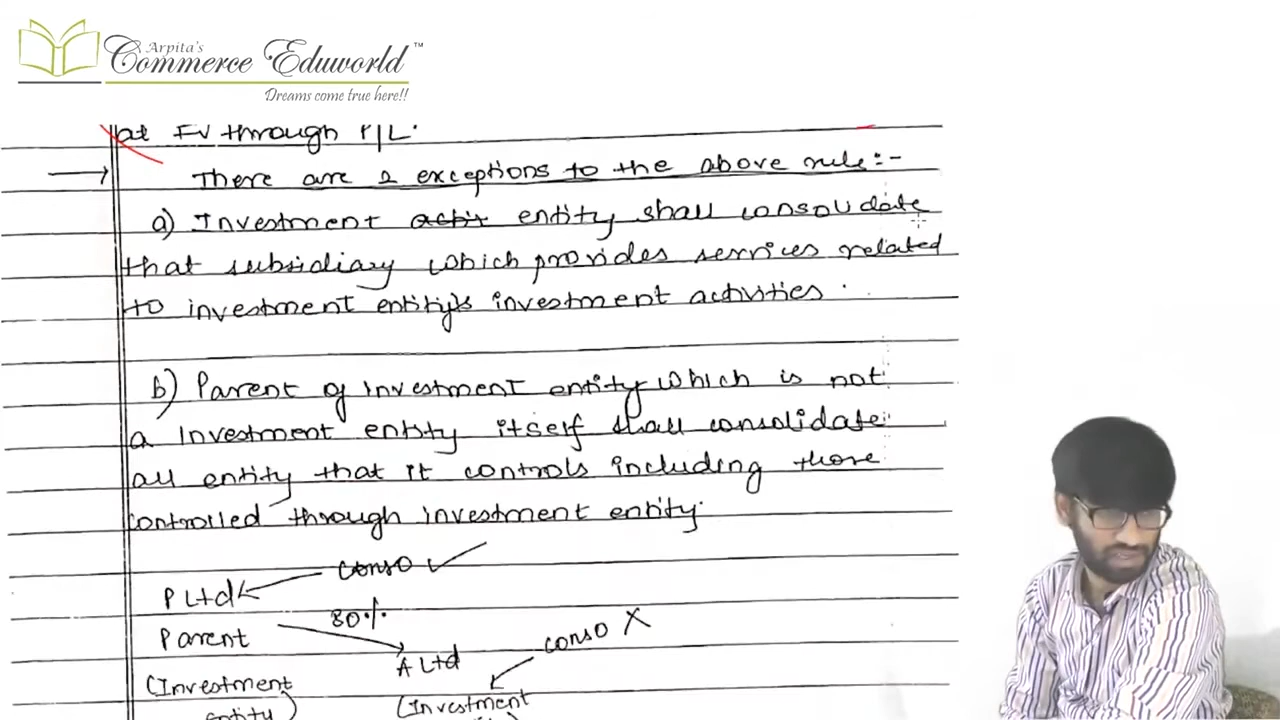 Arpita's
Commerce Eduworld™
Dreams come true here!!
at FV through P/L.
There are 2 exceptions to the above rule:-
a) Investment entity shall consolidate
that subsidiary which provides services related
to investment entity's investment activities.
b) Parent of investment entity which is not
a investment entity itself shall consolidate
all entity that it controls including those
controlled through investment entity.
conso ✓
P Ltd
80%
Parent
conso X
A Ltd
(Investment
(Investment
entity)